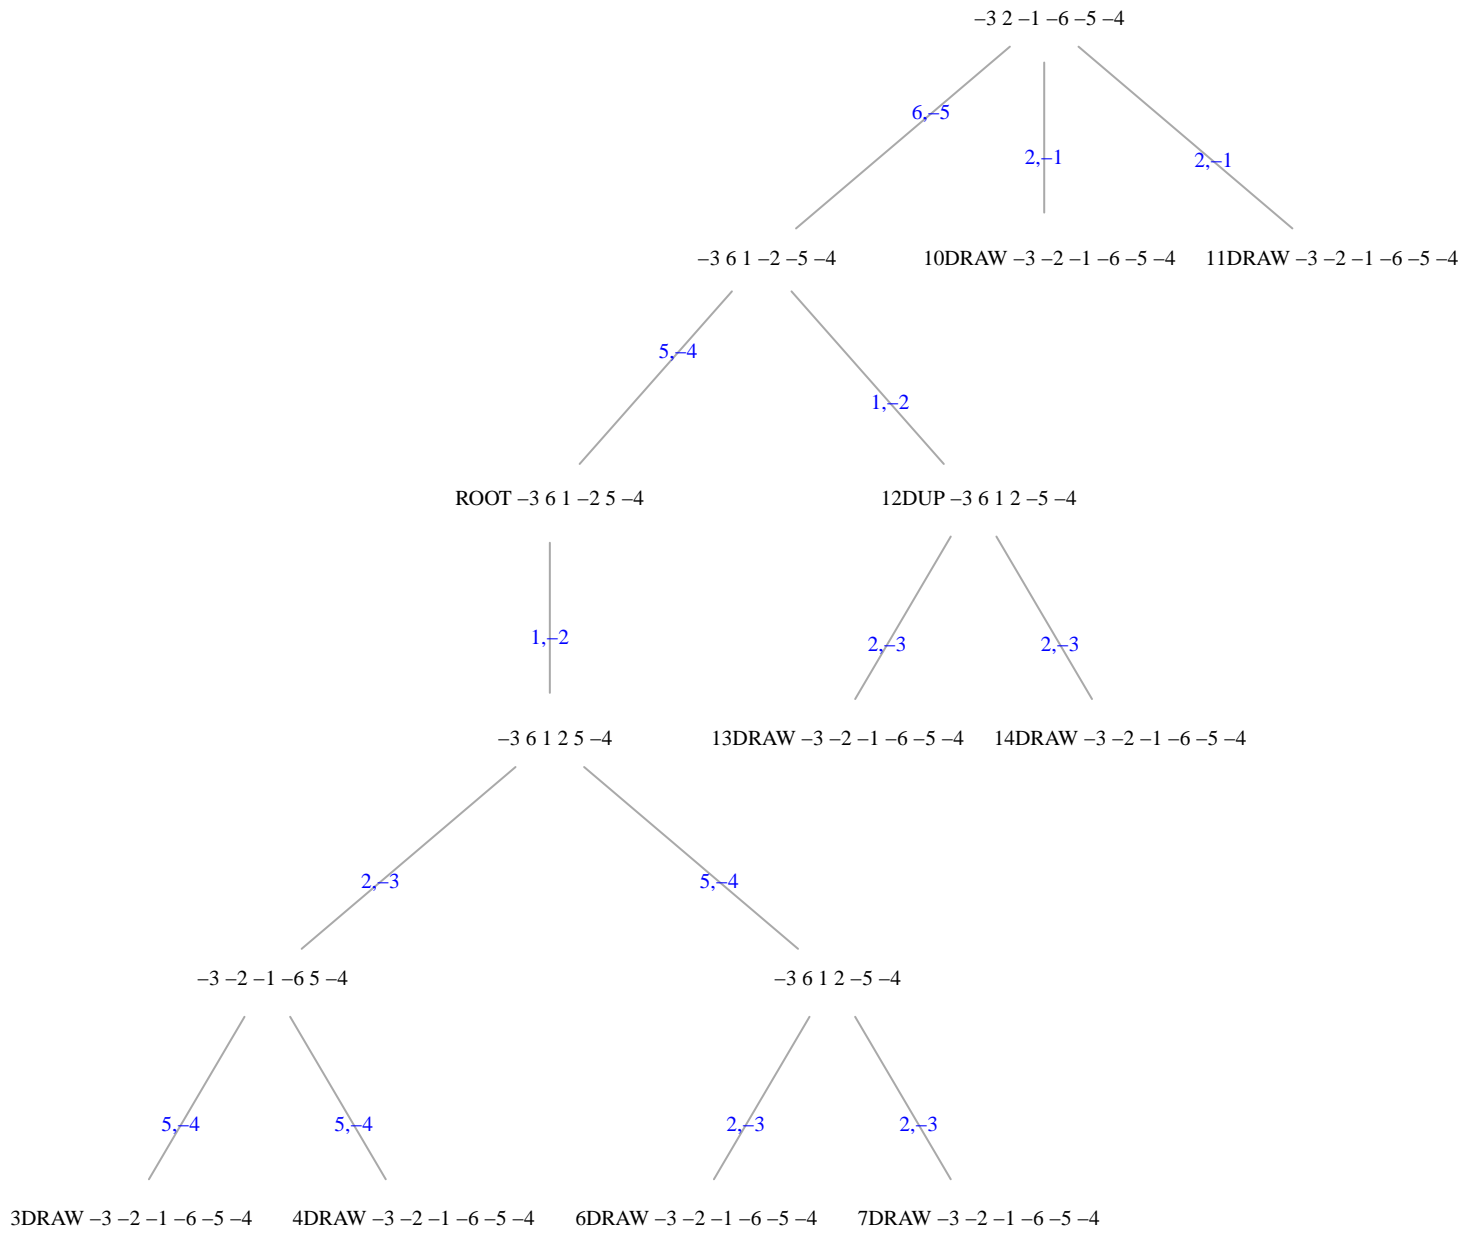 –3 2 –1 –6 –5 –4
6,–5
2,–1
2,–1
–3 6 1 –2 –5 –4
10DRAW –3 –2 –1 –6 –5 –4
11DRAW –3 –2 –1 –6 –5 –4
5,–4
1,–2
ROOT –3 6 1 –2 5 –4
12DUP –3 6 1 2 –5 –4
1,–2
2,–3
2,–3
–3 6 1 2 5 –4
13DRAW –3 –2 –1 –6 –5 –4
14DRAW –3 –2 –1 –6 –5 –4
2,–3
5,–4
–3 –2 –1 –6 5 –4
–3 6 1 2 –5 –4
5,–4
5,–4
2,–3
2,–3
3DRAW –3 –2 –1 –6 –5 –4
4DRAW –3 –2 –1 –6 –5 –4
6DRAW –3 –2 –1 –6 –5 –4
7DRAW –3 –2 –1 –6 –5 –4